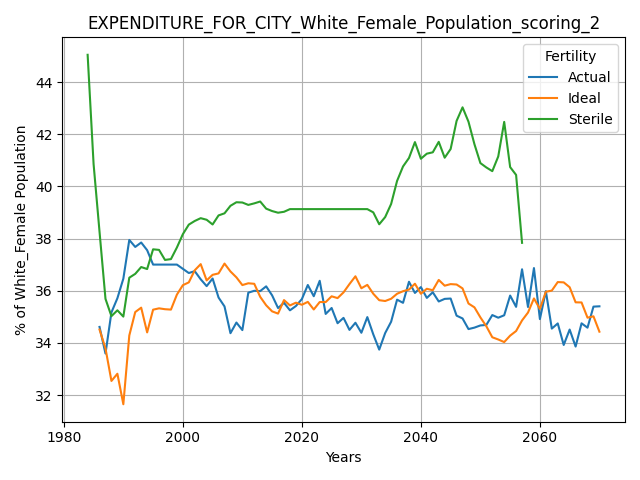 EXPENDITURE_FOR_CITY_White_Female_Population_scoring_2
Fertility
Actual
Ideal
Sterile
% of White_Female Population
44
42
40
38
36
34
32
1980
2000
2020
2040
2060
Years